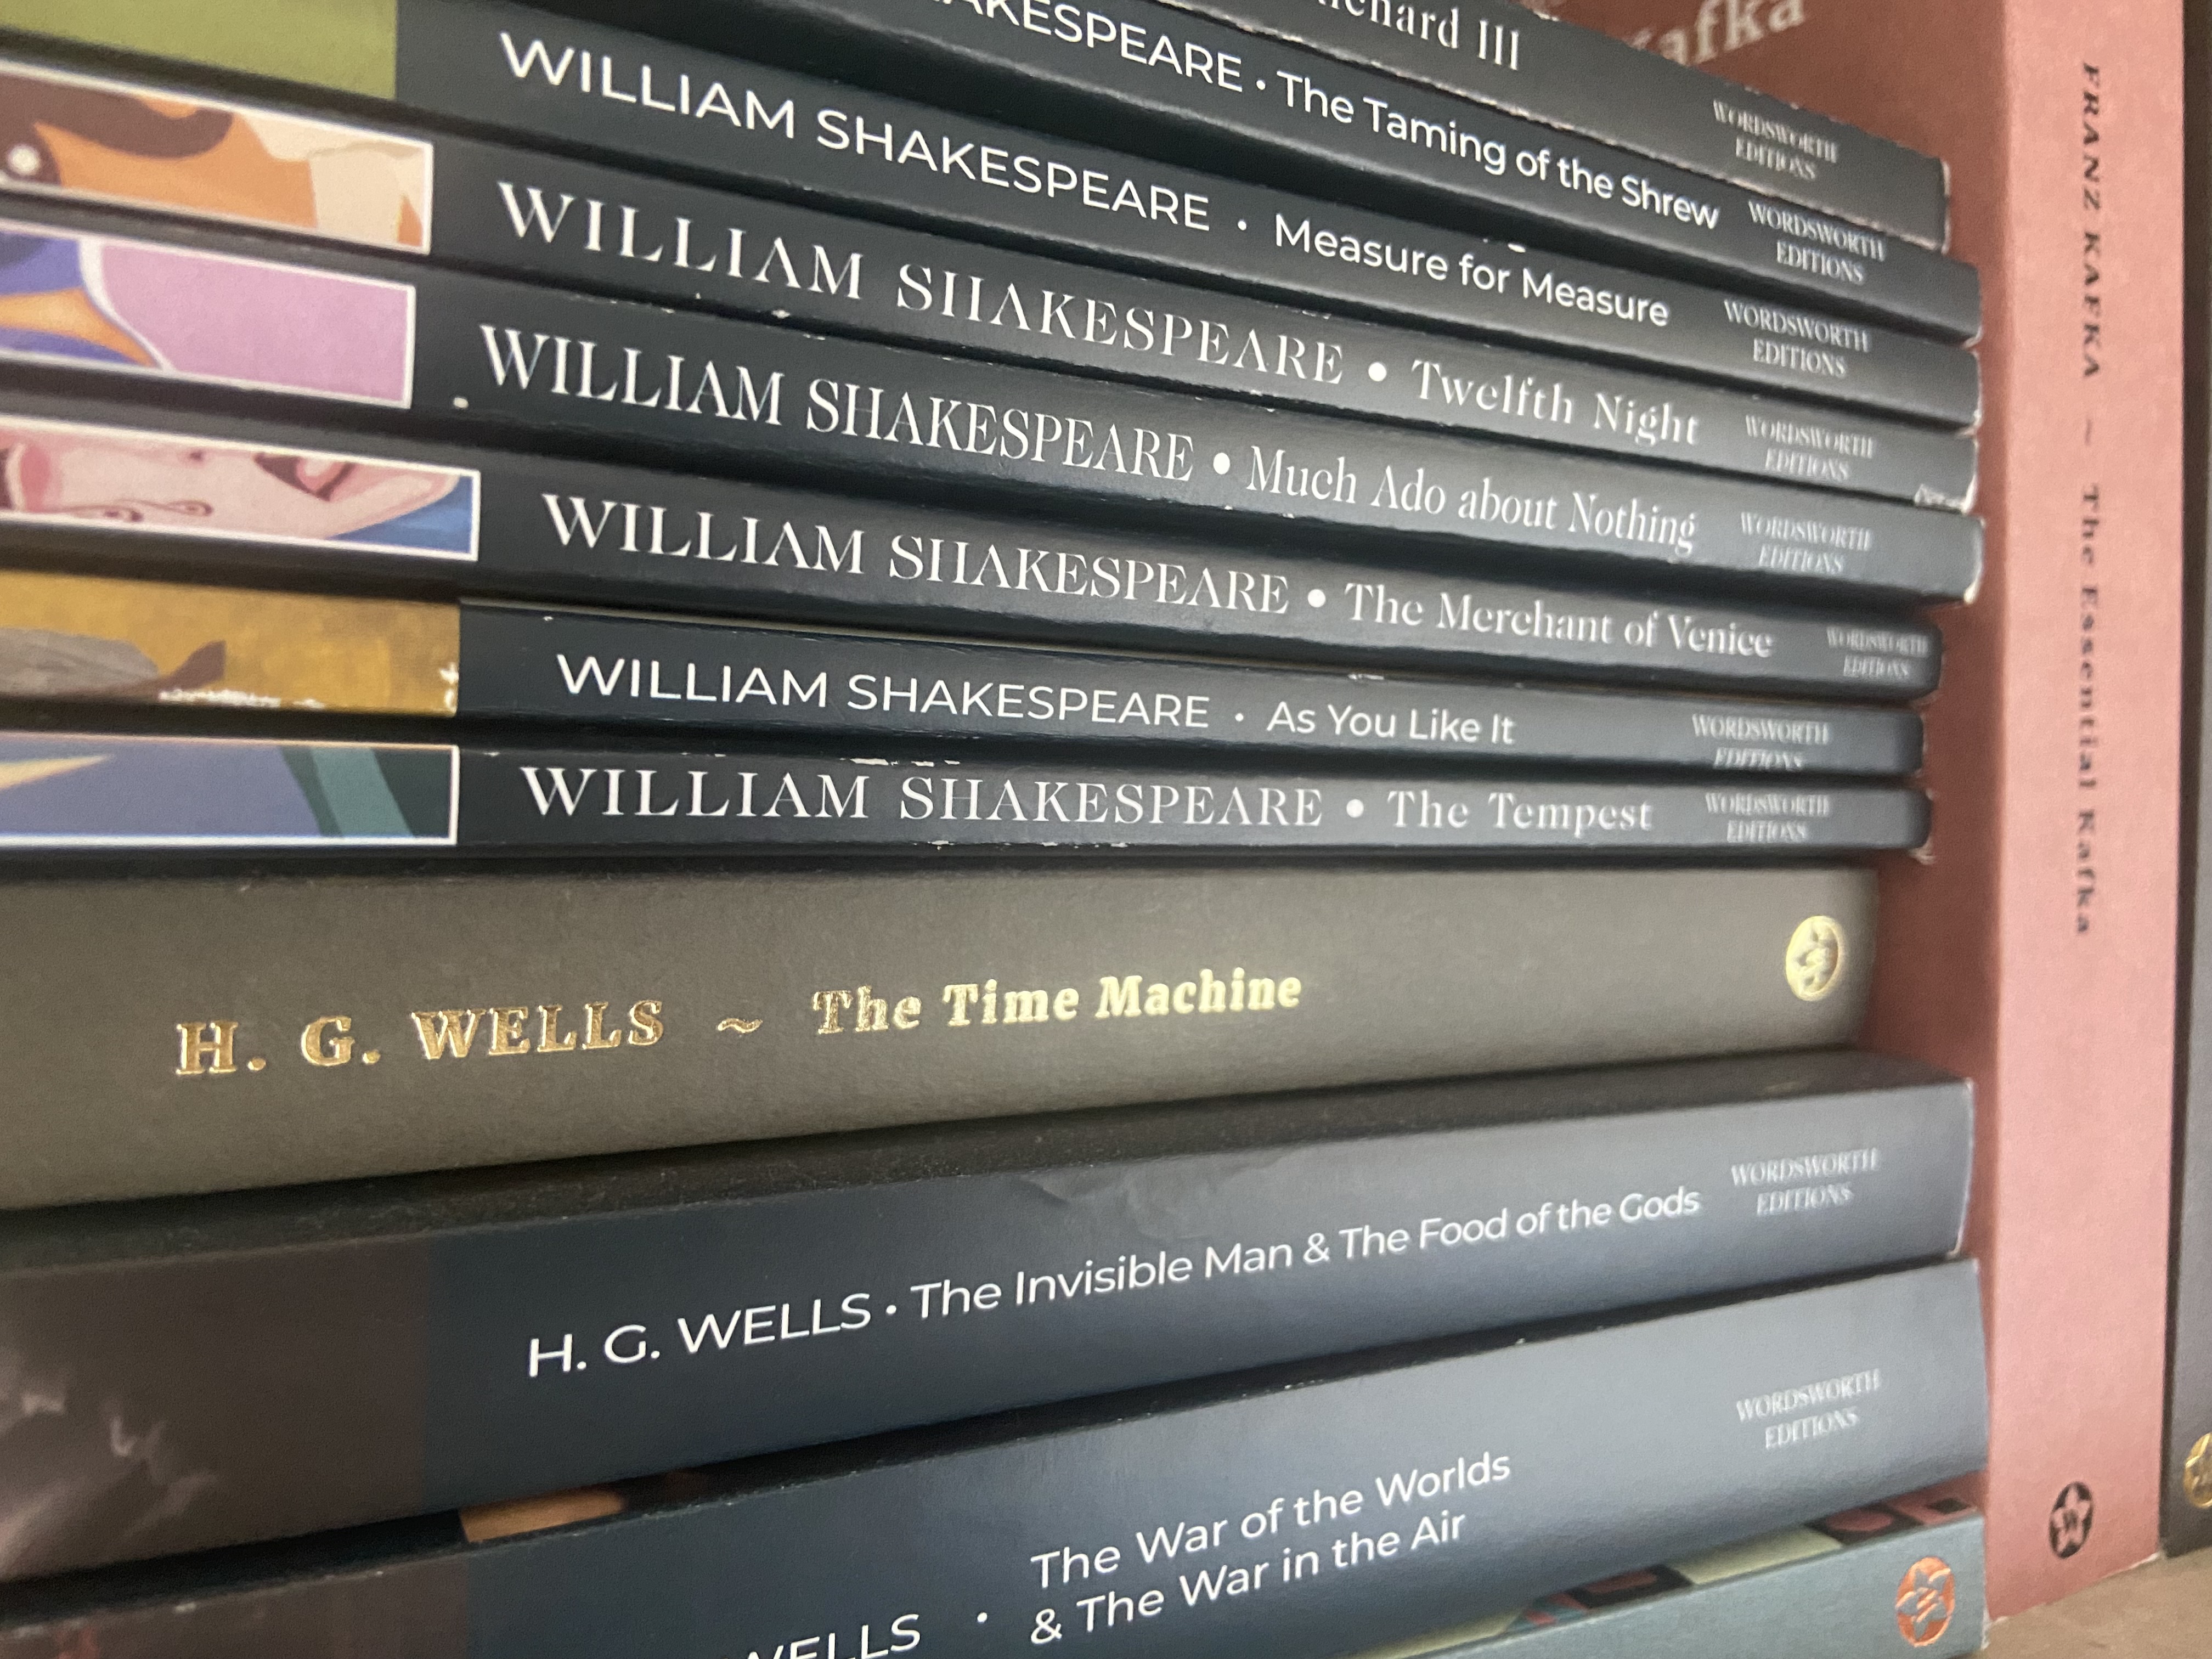 Richard III
WORDSWORTH
EDITIONS
SHAKESPEARE · The Taming of the Shrew
WORDSWORTH
EDITIONS
WILLIAM SHAKESPEARE · Measure for Measure
WORDSWORTH
EDITIONS
WILLIAM SHAKESPEARE • Twelfth Night
WORDSWORTH
EDITIONS
WILLIAM SHAKESPEARE • Much Ado about Nothing
WORDSWORTH
EDITIONS
WILLIAM SHAKESPEARE • The Merchant of Venice
WORDSWORTH
EDITIONS
WILLIAM SHAKESPEARE · As You Like It
WORDSWORTH
EDITIONS
WILLIAM SHAKESPEARE • The Tempest
WORDSWORTH
EDITIONS
H. G. WELLS ~ The Time Machine
H. G. WELLS · The Invisible Man & The Food of the Gods
WORDSWORTH
EDITIONS
WELLS · The War of the Worlds
& The War in the Air
WORDSWORTH
EDITIONS
Kafka
FRANZ KAFKA ~ The Essential Kafka
W